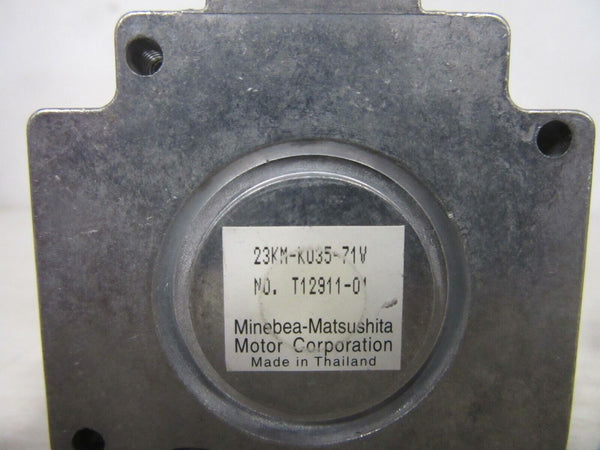 23KM-K035-71V
NO. T12911-01
Minebea-Matsushita
Motor Corporation
Made in Thailand